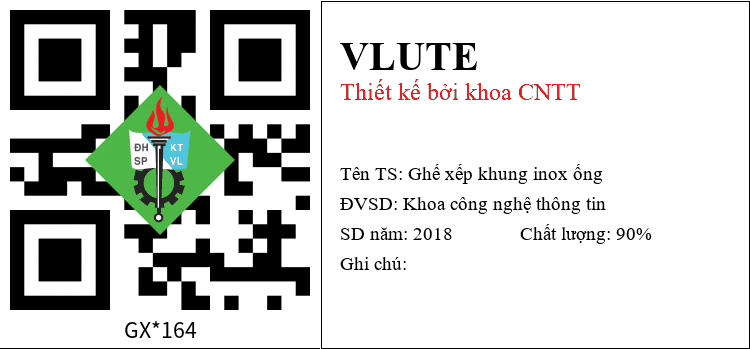 ĐH KT
SP VL
GX*164
VLUTE
Thiết kế bởi khoa CNTT
Tên TS: Ghế xếp khung inox ống
ĐVSD: Khoa công nghệ thông tin
SD năm: 2018 Chất lượng: 90%
Ghi chú: